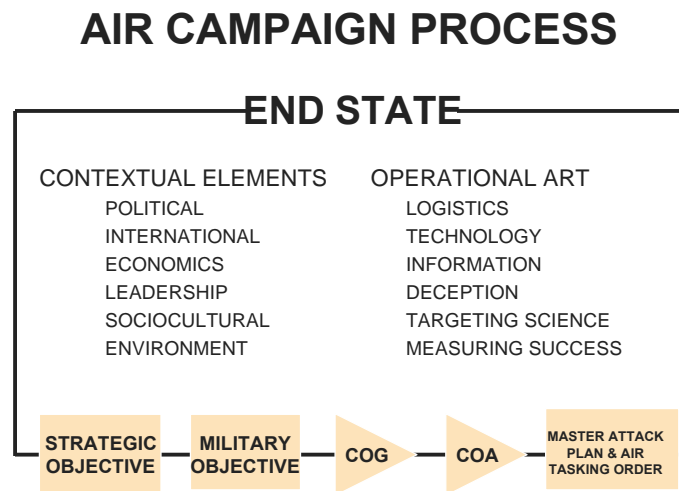 AIR CAMPAIGN PROCESS
END STATE
CONTEXTUAL ELEMENTS
POLITICAL
INTERNATIONAL
ECONOMICS
LEADERSHIP
SOCIOCULTURAL
ENVIRONMENT
OPERATIONAL ART
LOGISTICS
TECHNOLOGY
INFORMATION
DECEPTION
TARGETING SCIENCE
MEASURING SUCCESS
STRATEGIC
OBJECTIVE
MILITARY
OBJECTIVE
COG
COA
MASTER ATTACK
PLAN & AIR
TASKING ORDER